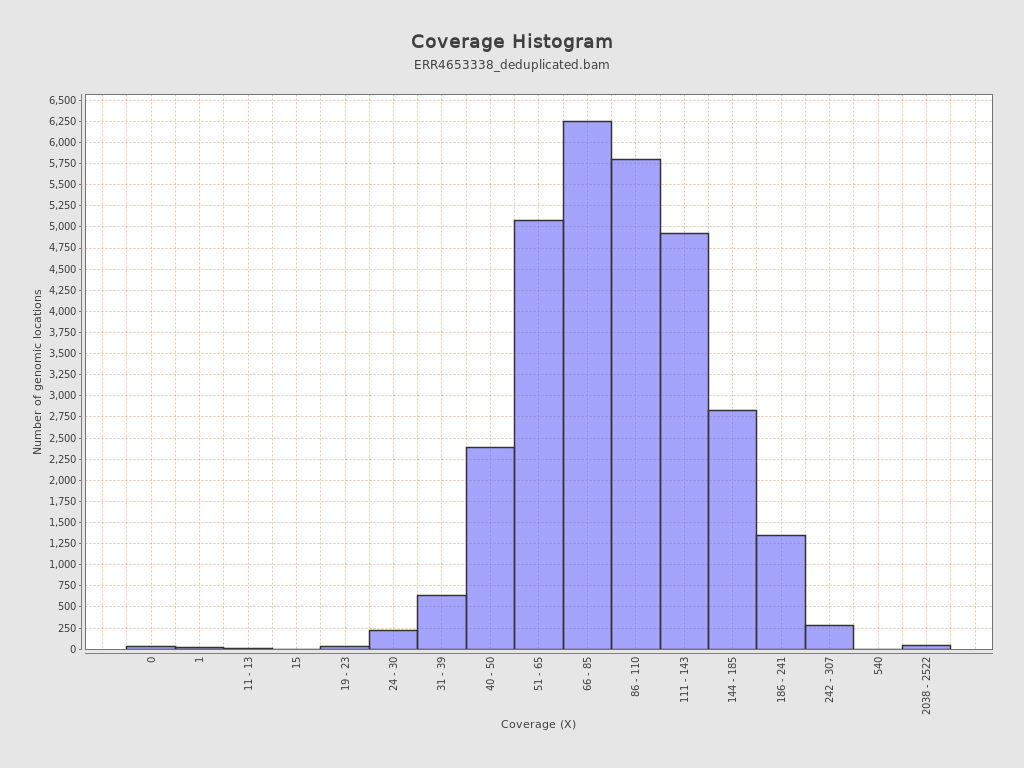 Coverage Histogram
ERR4653338_deduplicated.bam
6,500
6,250
6,000
5,750
5,500
5,250
5,000
4,750
4,500
4,250
4,000
3,750
3,500
3,250
3,000
2,750
2,500
2,250
2,000
1,750
1,500
1,250
1,000
750
500
250
0
Number of genomic locations
0
1
11 - 13
15
19 - 23
24 - 30
31 - 39
40 - 50
51 - 65
66 - 85
86 - 110
111 - 143
144 - 185
186 - 241
242 - 307
540
2038 - 2522
Coverage (X)